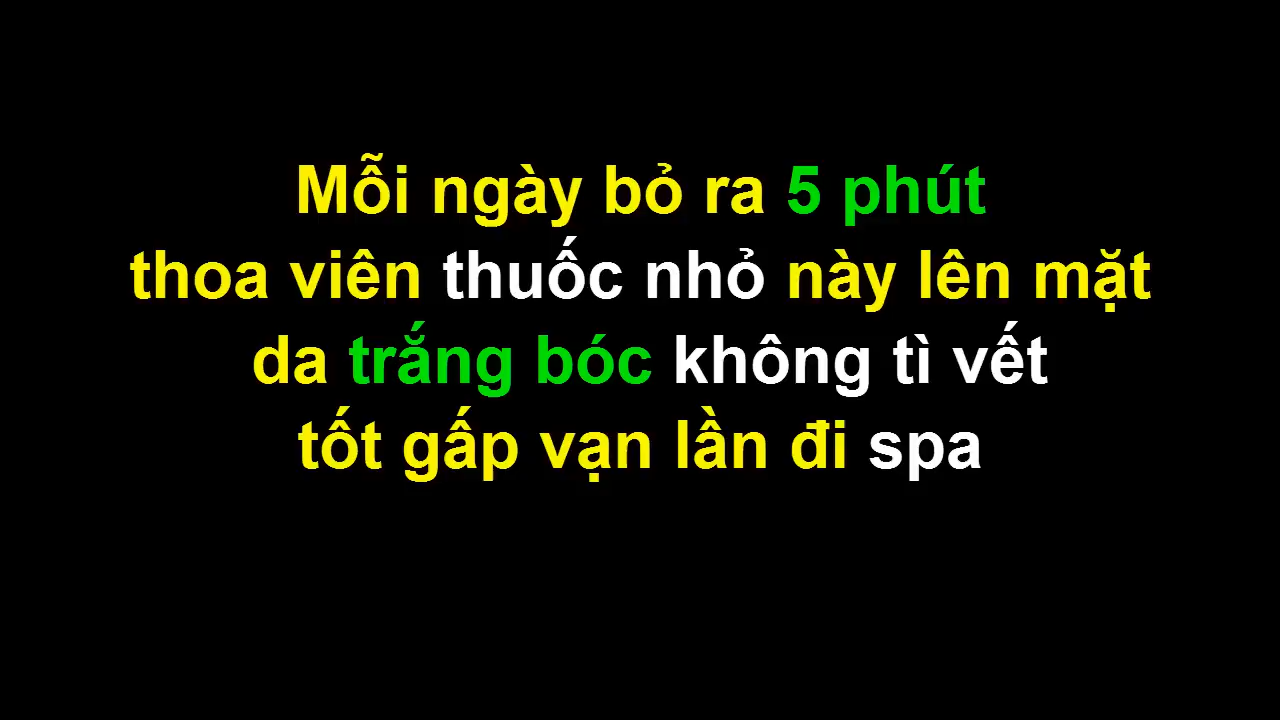 Mỗi ngày bỏ ra 5 phút
thoa viên thuốc nhỏ này lên mặt
da trắng bóc không tì vết
tốt gấp vạn lần đi spa